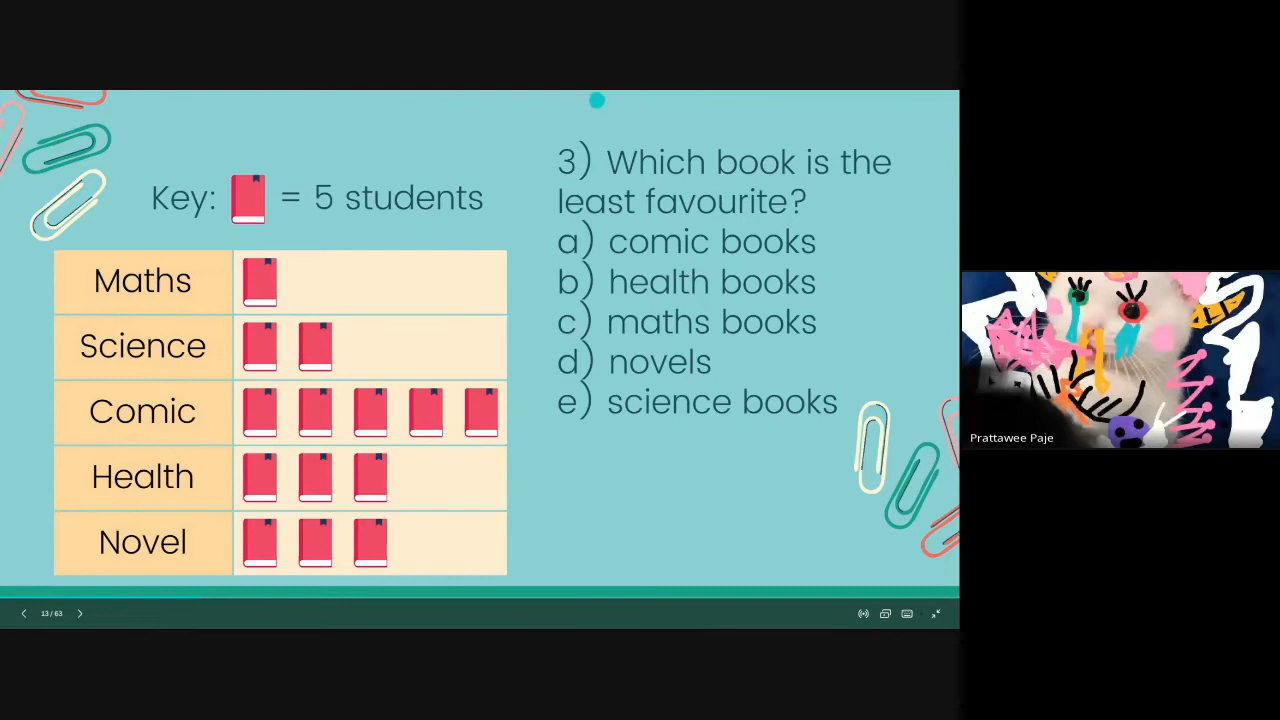 Key: = 5 students
Maths
Science
Comic
Health
Novel
3) Which book is the
least favourite?
a) comic books
b) health books
c) maths books
d) novels
e) science books
13 / 63
Prattawee Paje